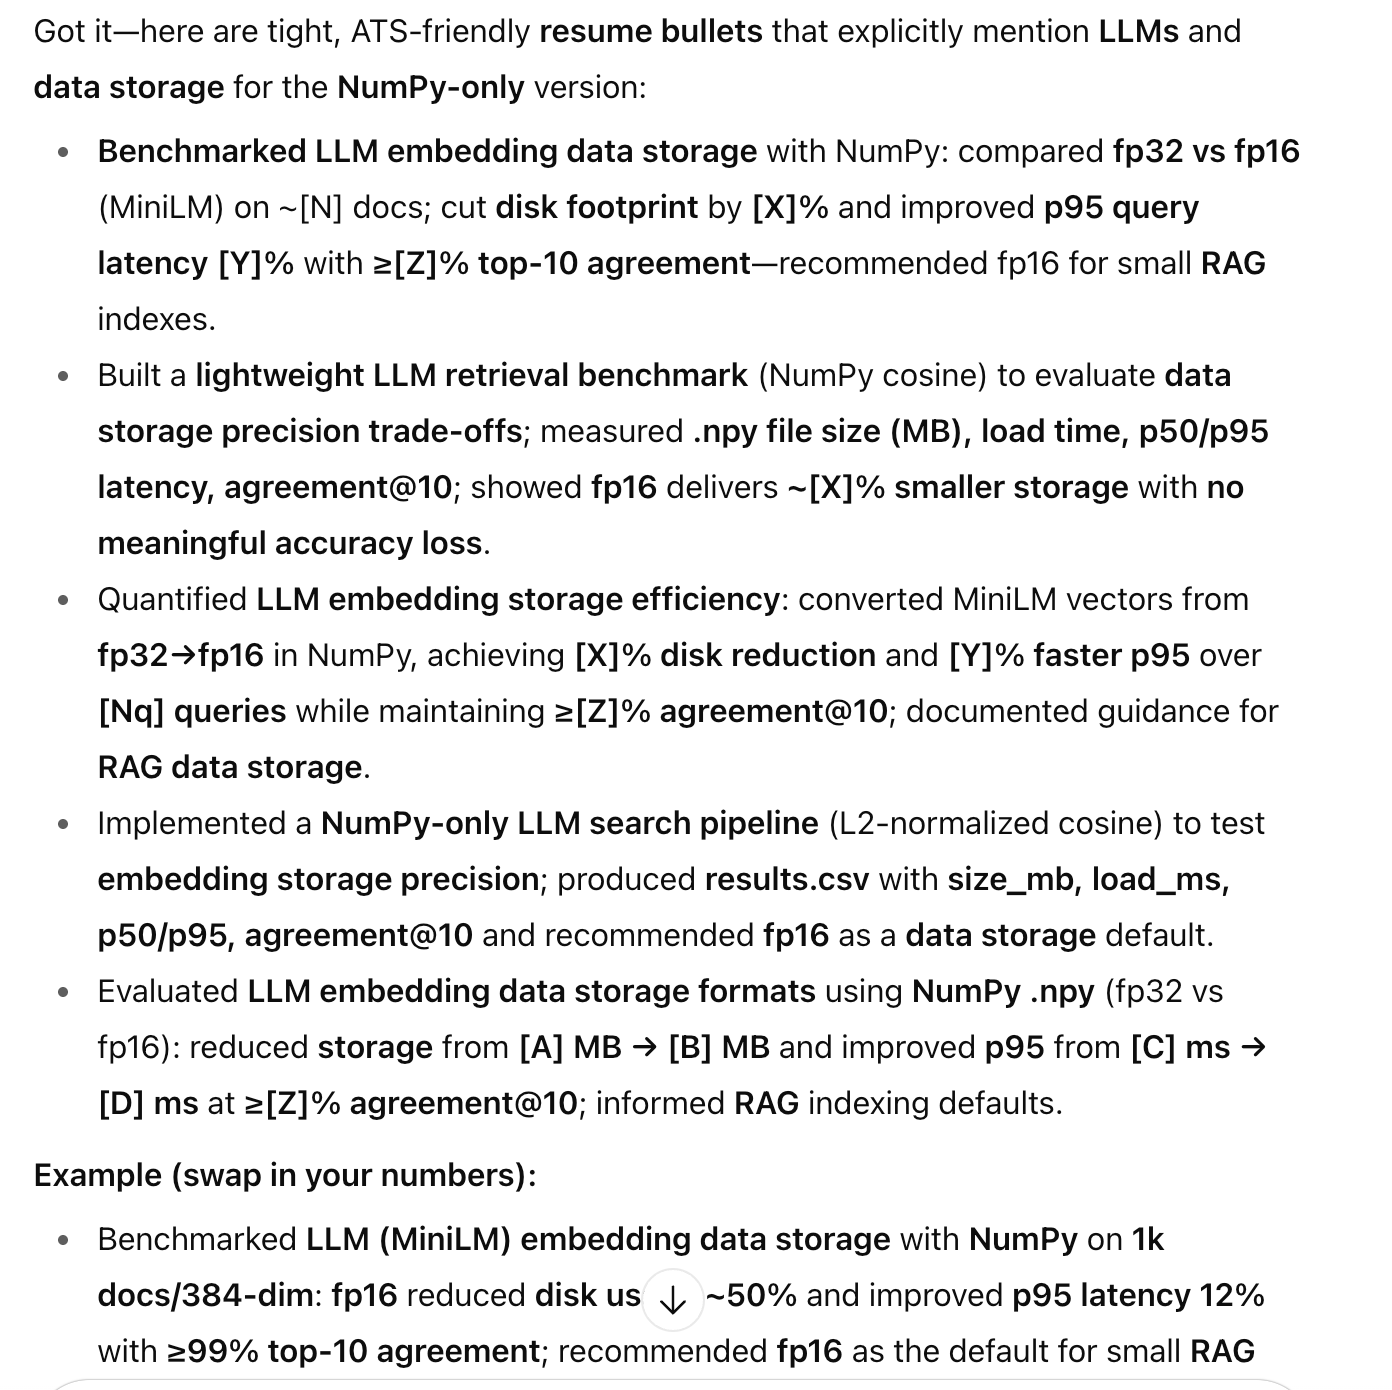 Got it—here are tight, ATS-friendly resume bullets that explicitly mention LLMs and
data storage for the NumPy-only version:
• Benchmarked LLM embedding data storage with NumPy: compared fp32 vs fp16
(MiniLM) on ~[N] docs; cut disk footprint by [X]% and improved p95 query
latency [Y]% with ≥[Z]% top-10 agreement—recommended fp16 for small RAG
indexes.
• Built a lightweight LLM retrieval benchmark (NumPy cosine) to evaluate data
storage precision trade-offs; measured .npy file size (MB), load time, p50/p95
latency, agreement@10; showed fp16 delivers ~[X]% smaller storage with no
meaningful accuracy loss.
• Quantified LLM embedding storage efficiency: converted MiniLM vectors from
fp32→fp16 in NumPy, achieving [X]% disk reduction and [Y]% faster p95 over
[Nq] queries while maintaining ≥[Z]% agreement@10; documented guidance for
RAG data storage.
• Implemented a NumPy-only LLM search pipeline (L2-normalized cosine) to test
embedding storage precision; produced results.csv with size_mb, load_ms,
p50/p95, agreement@10 and recommended fp16 as a data storage default.
• Evaluated LLM embedding data storage formats using NumPy .npy (fp32 vs
fp16): reduced storage from [A] MB → [B] MB and improved p95 from [C] ms →
[D] ms at ≥[Z]% agreement@10; informed RAG indexing defaults.
Example (swap in your numbers):
• Benchmarked LLM (MiniLM) embedding data storage with NumPy on 1k
docs/384-dim: fp16 reduced disk us ~50% and improved p95 latency 12%
with ≥99% top-10 agreement; recommended fp16 as the default for small RAG